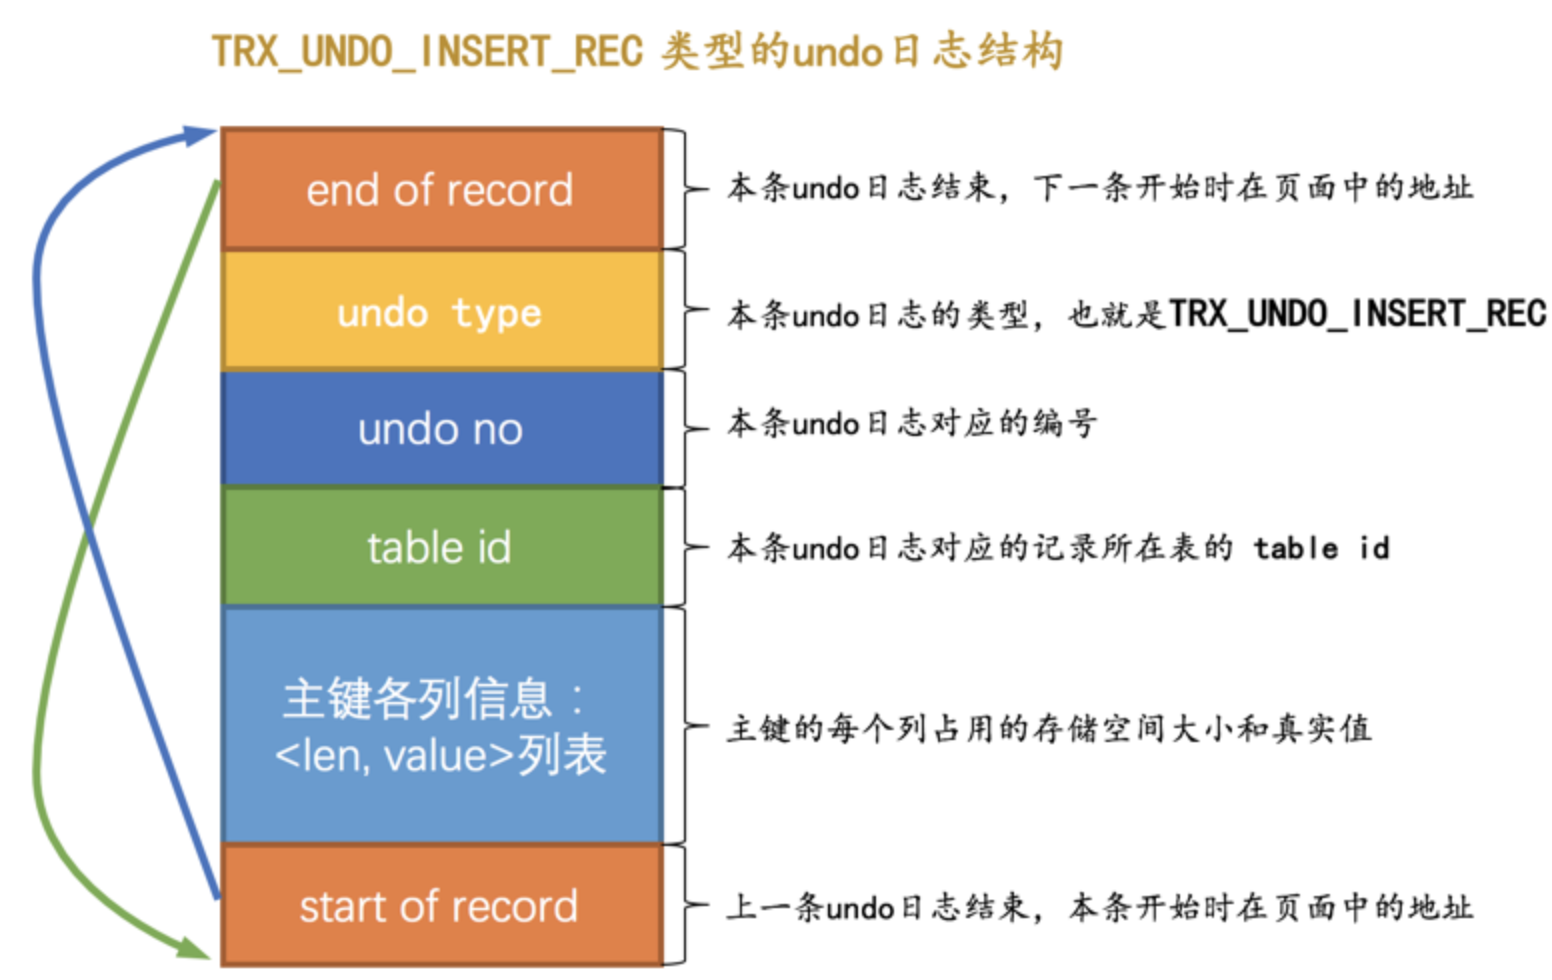 TRX_UNDO_INSERT_REC 类型的undo日志结构
end of record
本条undo日志结束，下一条开始时在页面中的地址
undo type
本条undo日志的类型，也就是TRX_UNDO_INSERT_REC
undo no
本条undo日志对应的编号
table id
本条undo日志对应的记录所在表的 table id
主键各列信息：
<len, value>列表
主键的每个列占用的存储空间大小和真实值
start of record
上一条undo日志结束，本条开始时在页面中的地址